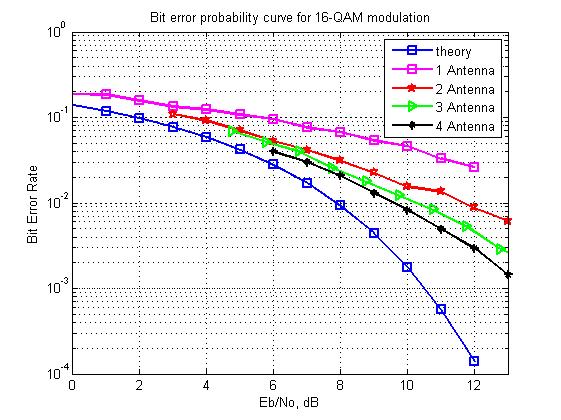 Bit error probability curve for 16-QAM modulation
theory
1 Antenna
2 Antenna
3 Antenna
4 Antenna
Bit Error Rate
10^0
10^-1
10^-2
10^-3
10^-4
0 2 4 6 8 10 12
Eb/No, dB